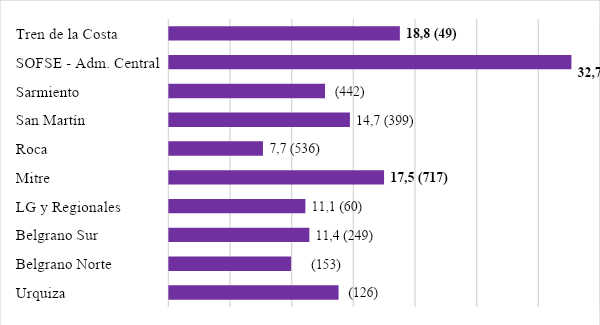 Tren de la Costa 18,8 (49)
SOFSE - Adm. Central 32,7
Sarmiento (442)
San Martín 14,7 (399)
Roca 7,7 (536)
Mitre 17,5 (717)
LG y Regionales 11,1 (60)
Belgrano Sur 11,4 (249)
Belgrano Norte (153)
Urquiza (126)